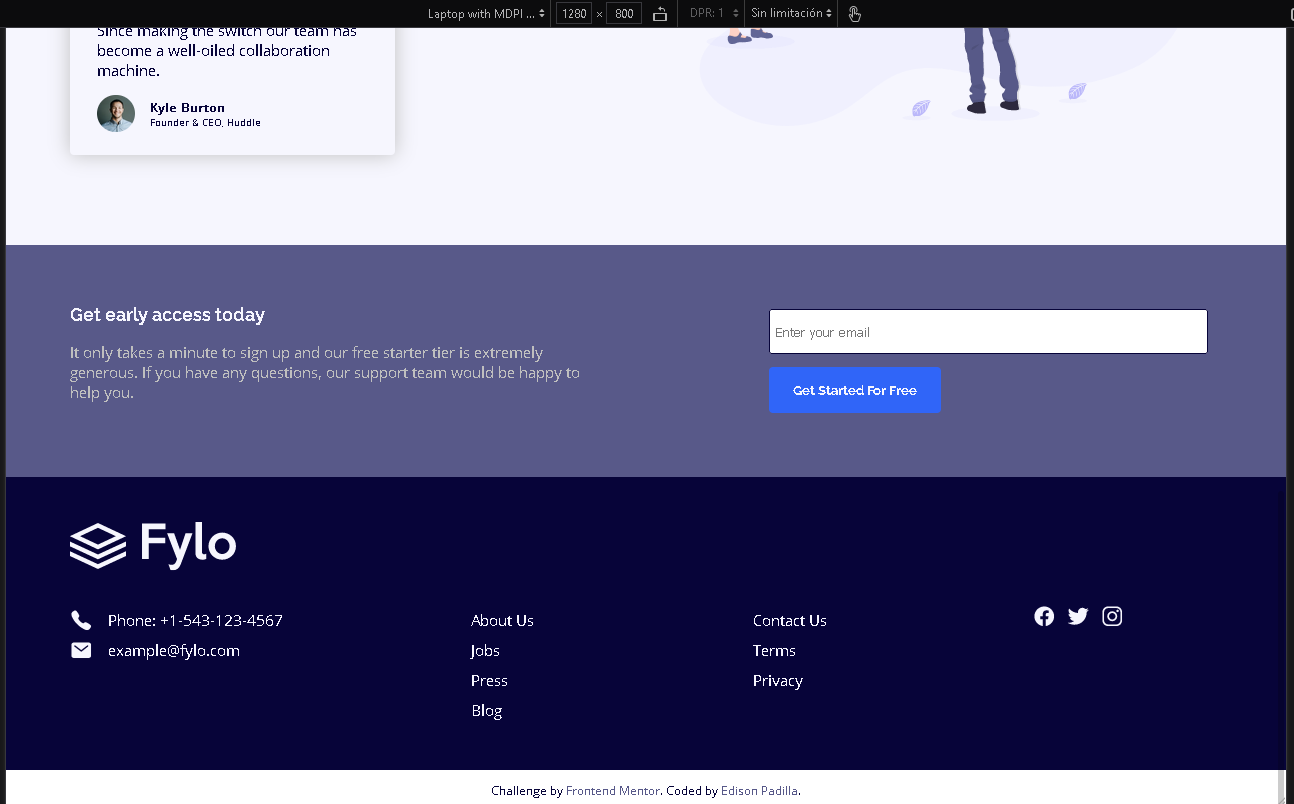 Laptop with MDPI ... 1280 × 800 DPR: 1 Sin limitación
Since making the switch our team has
become a well-oiled collaboration
machine.
Kyle Burton
Founder & CEO, Huddle
Get early access today
It only takes a minute to sign up and our free starter tier is extremely
generous. If you have any questions, our support team would be happy to
help you.
Enter your email
Get Started For Free
Fylo
Phone: +1-543-123-4567
example@fylo.com
About Us
Jobs
Press
Blog
Contact Us
Terms
Privacy
Challenge by Frontend Mentor. Coded by Edison Padilla.